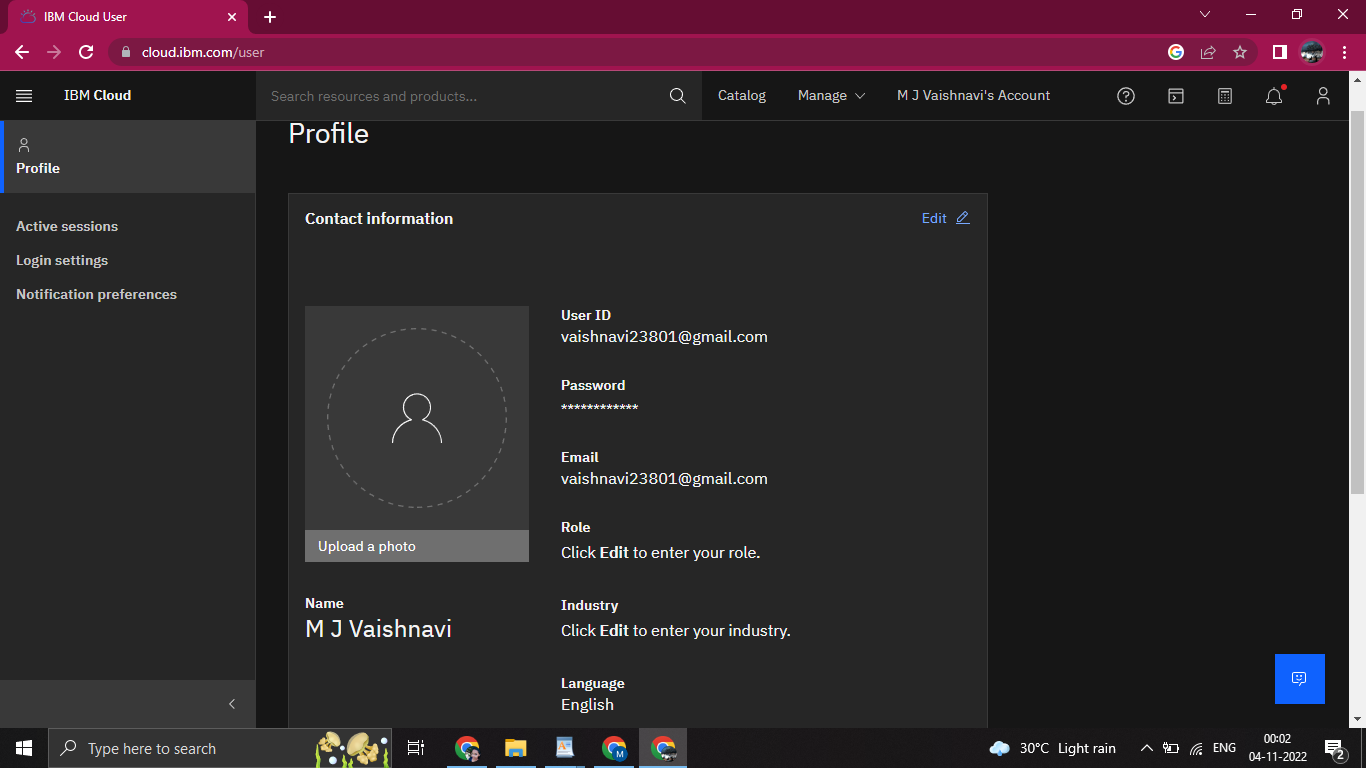 IBM Cloud User
cloud.ibm.com/user
IBM Cloud
Search resources and products...
Catalog
Manage
M J Vaishnavi's Account
Profile
Active sessions
Login settings
Notification preferences
Profile
Contact information
Edit
Upload a photo
Name
M J Vaishnavi
User ID
vaishnavi23801@gmail.com
Password
************
Email
vaishnavi23801@gmail.com
Role
Click Edit to enter your role.
Industry
Click Edit to enter your industry.
Language
English
Type here to search
M
30°C Light rain
ENG
00:02
04-11-2022
2